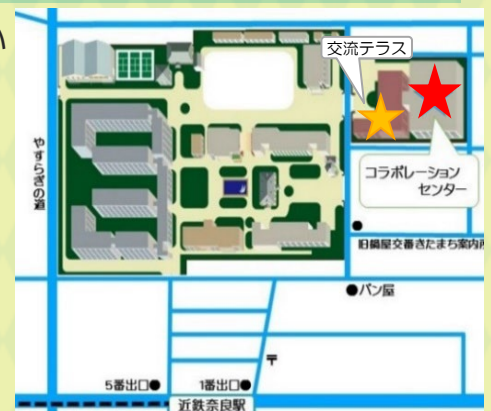 い
交流テラス
やすらぎの道
コラボレーション
センター
旧鍋屋交番きたまち案内所
●パン屋
〒
5番出口●
1番出口●
近鉄奈良駅